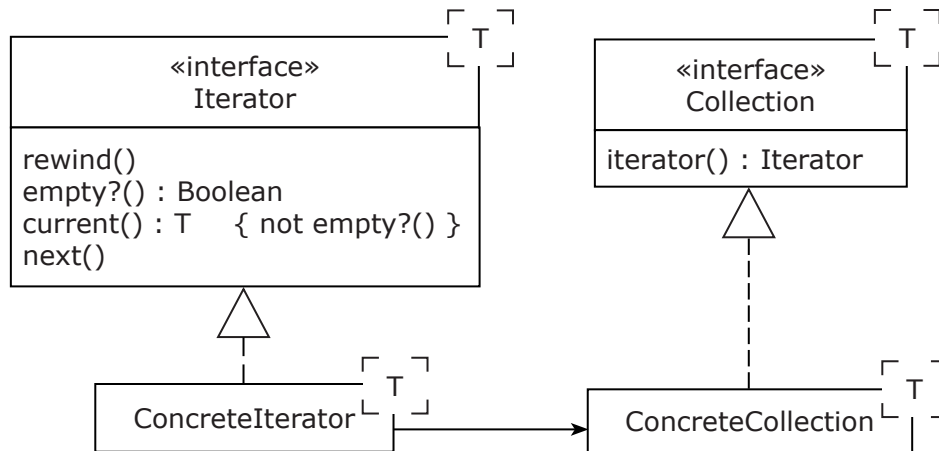 T
«interface»
Iterator
rewind()
empty?() : Boolean
current() : T { not empty?() }
next()
T
«interface»
Collection
iterator() : Iterator
T
ConcreteIterator
T
ConcreteCollection